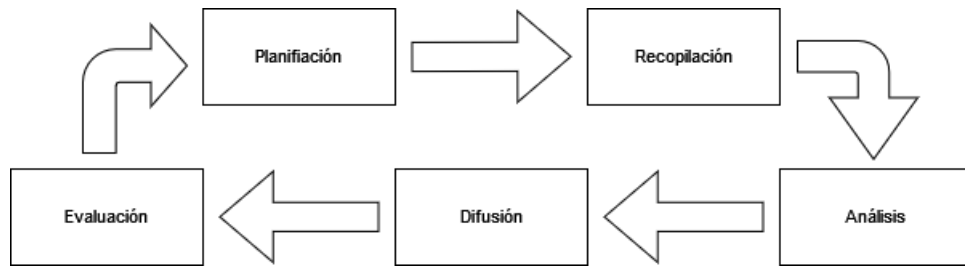 Planifiación
Recopilación
Análisis
Difusión
Evaluación